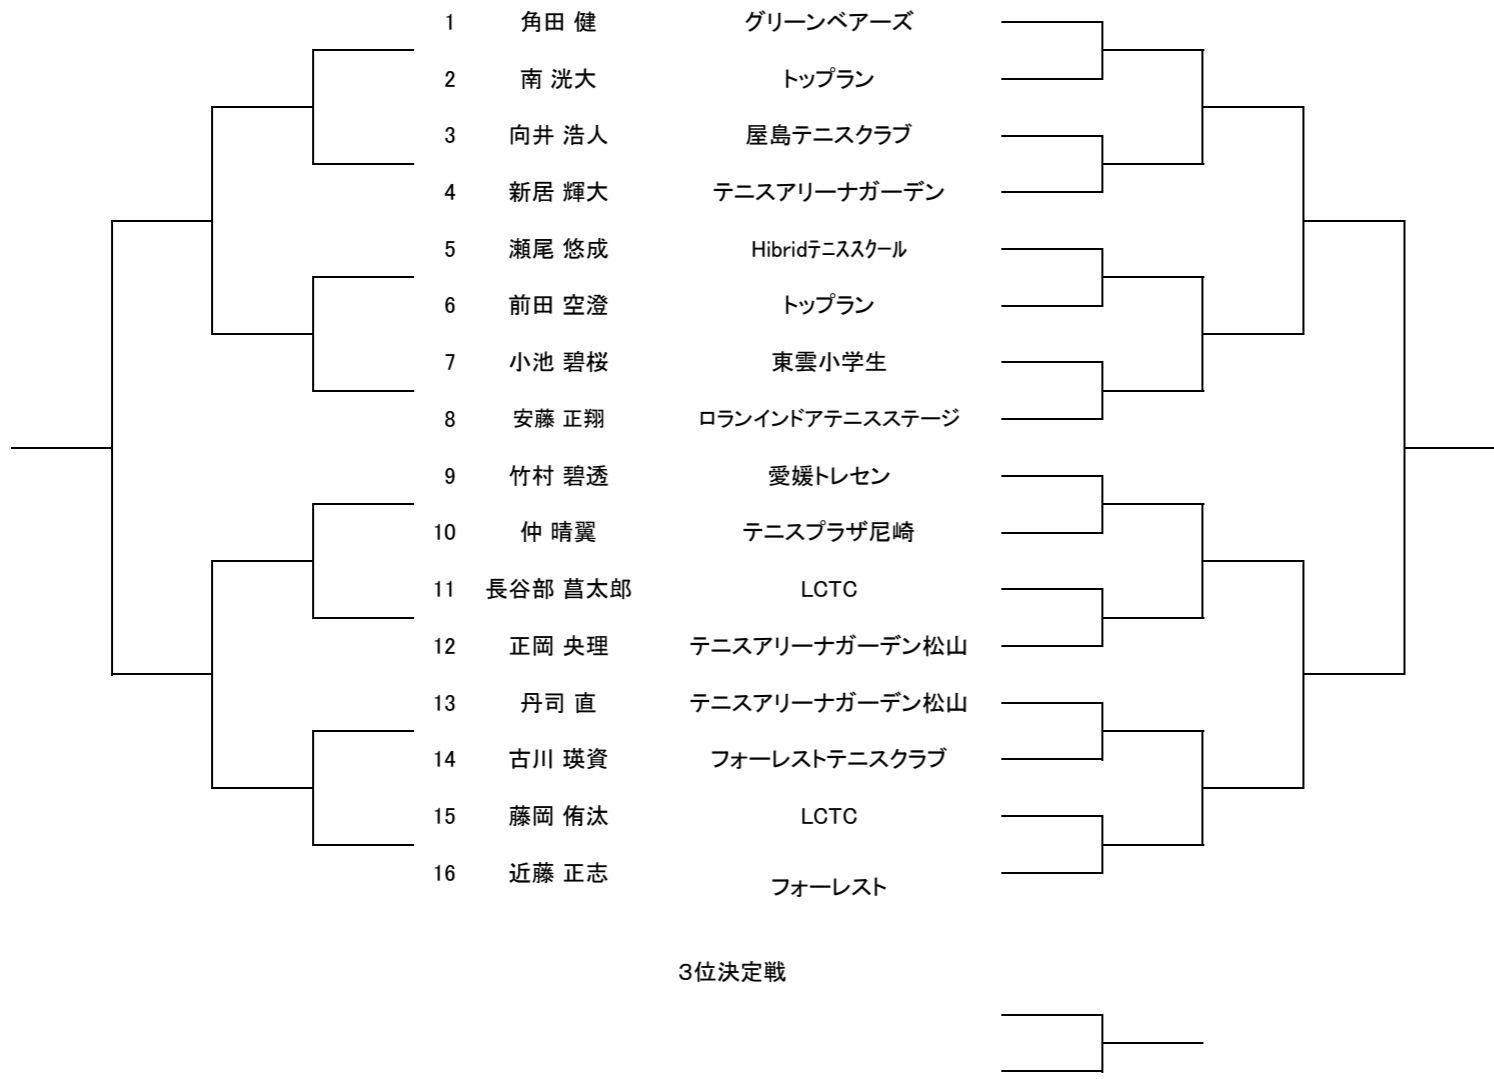 1 角田 健 グリーンベアーズ
2 南 洸大 トップラン
3 向井 浩人 屋島テニスクラブ
4 新居 輝大 テニスアリーナガーデン
5 瀬尾 悠成 Hibridテニススクール
6 前田 空澄 トップラン
7 小池 碧桜 東雲小学生
8 安藤 正翔 ロランインドアテニスステージ
9 竹村 碧透 愛媛トレセン
10 仲 晴翼 テニスプラザ尼崎
11 長谷部 菖太郎 LCTC
12 正岡 央理 テニスアリーナガーデン松山
13 丹司 直 テニスアリーナガーデン松山
14 古川 瑛資 フォーレストテニスクラブ
15 藤岡 侑汰 LCTC
16 近藤 正志 フォーレスト
３位決定戦